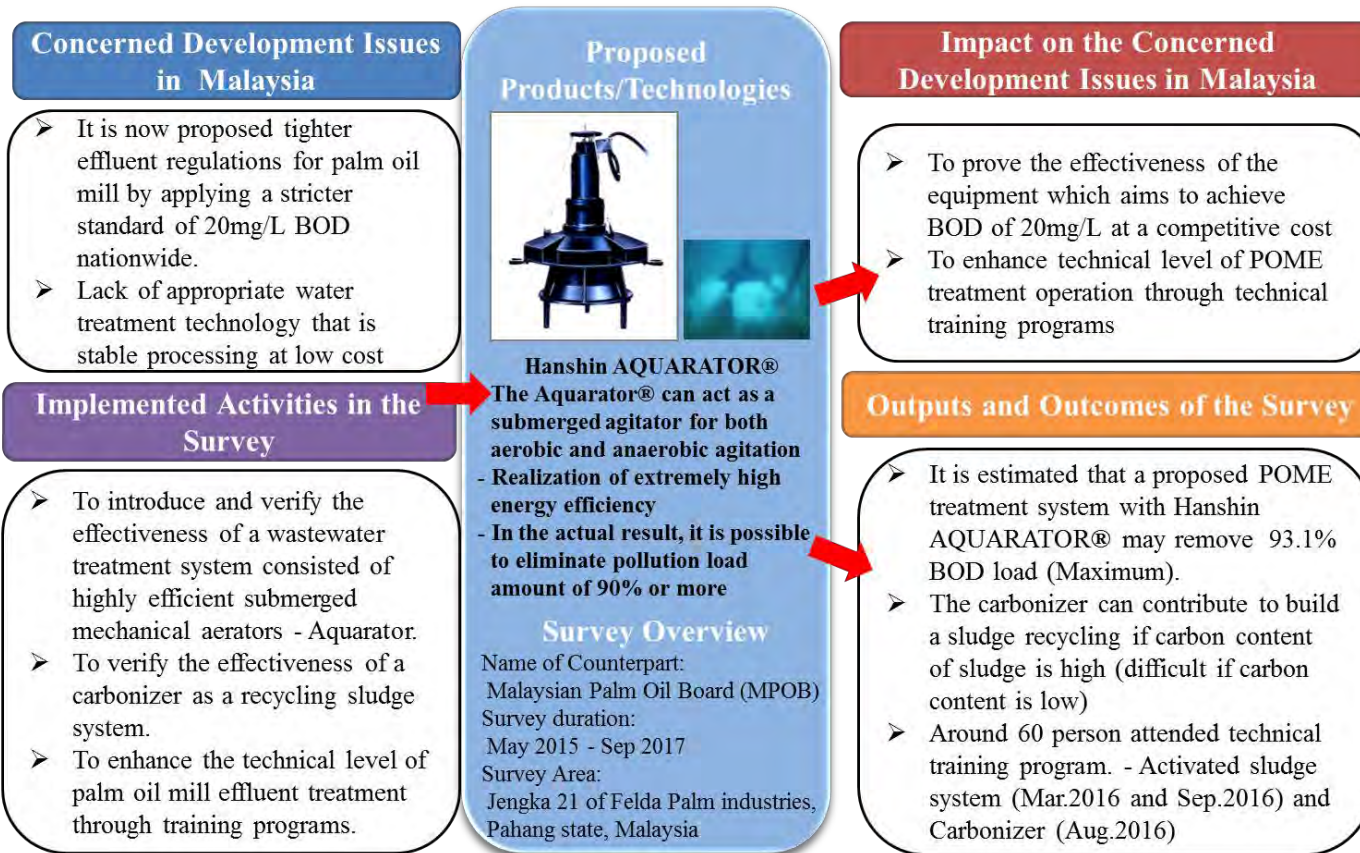 Concerned Development Issues
in Malaysia
➢ It is now proposed tighter
effluent regulations for palm oil
mill by applying a stricter
standard of 20mg/L BOD
nationwide.
➢ Lack of appropriate water
treatment technology that is
stable processing at low cost
Implemented Activities in the
Survey
➢ To introduce and verify the
effectiveness of a wastewater
treatment system consisted of
highly efficient submerged
mechanical aerators - Aquarator.
➢ To verify the effectiveness of a
carbonizer as a recycling sludge
system.
➢ To enhance the technical level of
palm oil mill effluent treatment
through training programs.
Proposed
Products/Technologies
Hanshin AQUARATOR®
The Aquarator® can act as a
submerged agitator for both
aerobic and anaerobic agitation
- Realization of extremely high
energy efficiency
- In the actual result, it is possible
to eliminate pollution load
amount of 90% or more
Survey Overview
Name of Counterpart:
Malaysian Palm Oil Board (MPOB)
Survey duration:
May 2015 - Sep 2017
Survey Area:
Jengka 21 of Felda Palm industries,
Pahang state, Malaysia
Impact on the Concerned
Development Issues in Malaysia
➢ To prove the effectiveness of the
equipment which aims to achieve
BOD of 20mg/L at a competitive cost
➢ To enhance technical level of POME
treatment operation through technical
training programs
Outputs and Outcomes of the Survey
➢ It is estimated that a proposed POME
treatment system with Hanshin
AQUARATOR® may remove 93.1%
BOD load (Maximum).
➢ The carbonizer can contribute to build
a sludge recycling if carbon content
of sludge is high (difficult if carbon
content is low)
➢ Around 60 person attended technical
training program. - Activated sludge
system (Mar.2016 and Sep.2016) and
Carbonizer (Aug.2016)